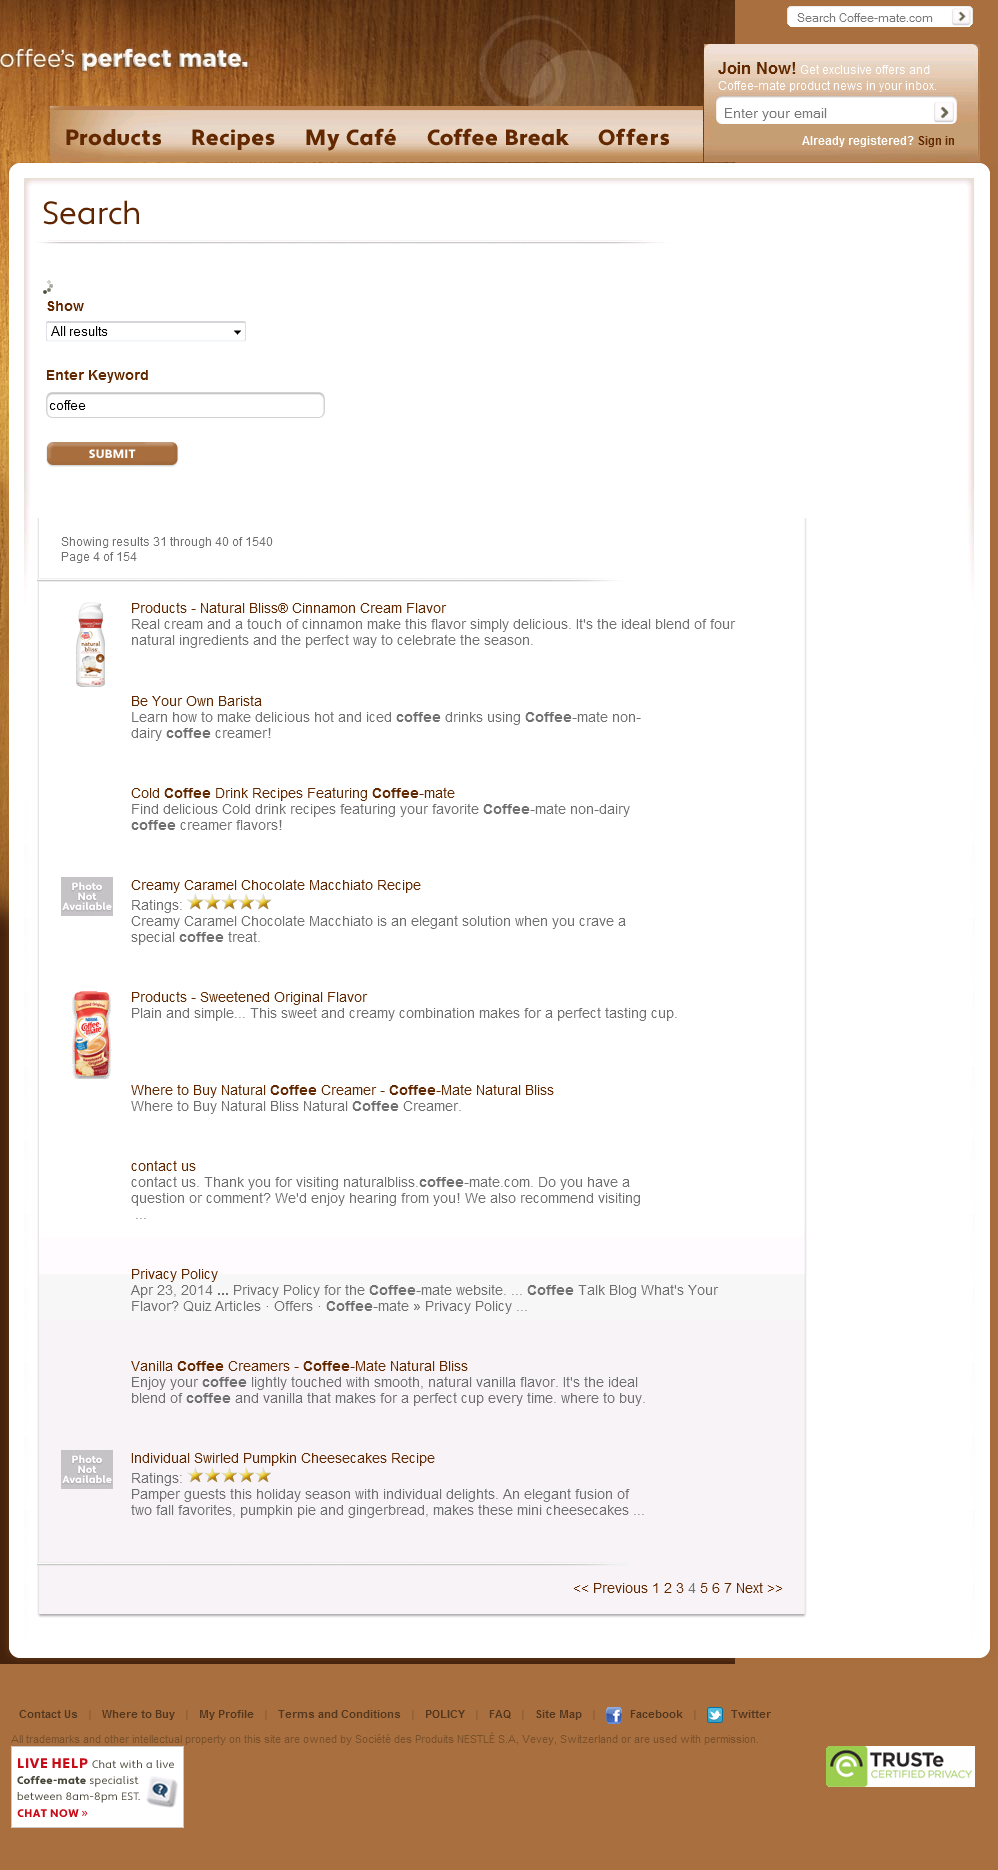 Search Coffee-mate.com
offee's perfect mate.
Join Now! Get exclusive offers and
Coffee-mate product news in your inbox.
Enter your email
Already registered? Sign in
Products Recipes My Café Coffee Break Offers
Search
Show
All results
Enter Keyword
coffee
SUBMIT
Showing results 31 through 40 of 1540
Page 4 of 154
Products - Natural Bliss® Cinnamon Cream Flavor
Real cream and a touch of cinnamon make this flavor simply delicious. It's the ideal blend of four
natural ingredients and the perfect way to celebrate the season.
natural
bliss
Be Your Own Barista
Learn how to make delicious hot and iced coffee drinks using Coffee-mate non-
dairy coffee creamer!
Cold Coffee Drink Recipes Featuring Coffee-mate
Find delicious Cold drink recipes featuring your favorite Coffee-mate non-dairy
coffee creamer flavors!
Photo
Not
Available
Creamy Caramel Chocolate Macchiato Recipe
Ratings:
Creamy Caramel Chocolate Macchiato is an elegant solution when you crave a
special coffee treat.
Products - Sweetened Original Flavor
Plain and simple... This sweet and creamy combination makes for a perfect tasting cup.
Coffee
mate
Where to Buy Natural Coffee Creamer - Coffee-Mate Natural Bliss
Where to Buy Natural Bliss Natural Coffee Creamer.
contact us
contact us. Thank you for visiting naturalbliss.coffee-mate.com. Do you have a
question or comment? We'd enjoy hearing from you! We also recommend visiting
...
Privacy Policy
Apr 23, 2014 ... Privacy Policy for the Coffee-mate website. ... Coffee Talk Blog What's Your
Flavor? Quiz Articles · Offers · Coffee-mate » Privacy Policy ...
Vanilla Coffee Creamers - Coffee-Mate Natural Bliss
Enjoy your coffee lightly touched with smooth, natural vanilla flavor. It's the ideal
blend of coffee and vanilla that makes for a perfect cup every time. where to buy.
Photo
Not
Available
Individual Swirled Pumpkin Cheesecakes Recipe
Ratings:
Pamper guests this holiday season with individual delights. An elegant fusion of
two fall favorites, pumpkin pie and gingerbread, makes these mini cheesecakes ...
<< Previous 1 2 3 4 5 6 7 Next >>
Contact Us | Where to Buy | My Profile | Terms and Conditions | POLICY | FAQ | Site Map | Facebook | Twitter
All trademarks and other intellectual property on this site are owned by Société des Produits NESTLÉ S.A, Vevey, Switzerland or are used with permission.
LIVE HELP Chat with a live
Coffee-mate specialist
between 8am-8pm EST.
CHAT NOW »
TRUSTe
CERTIFIED PRIVACY